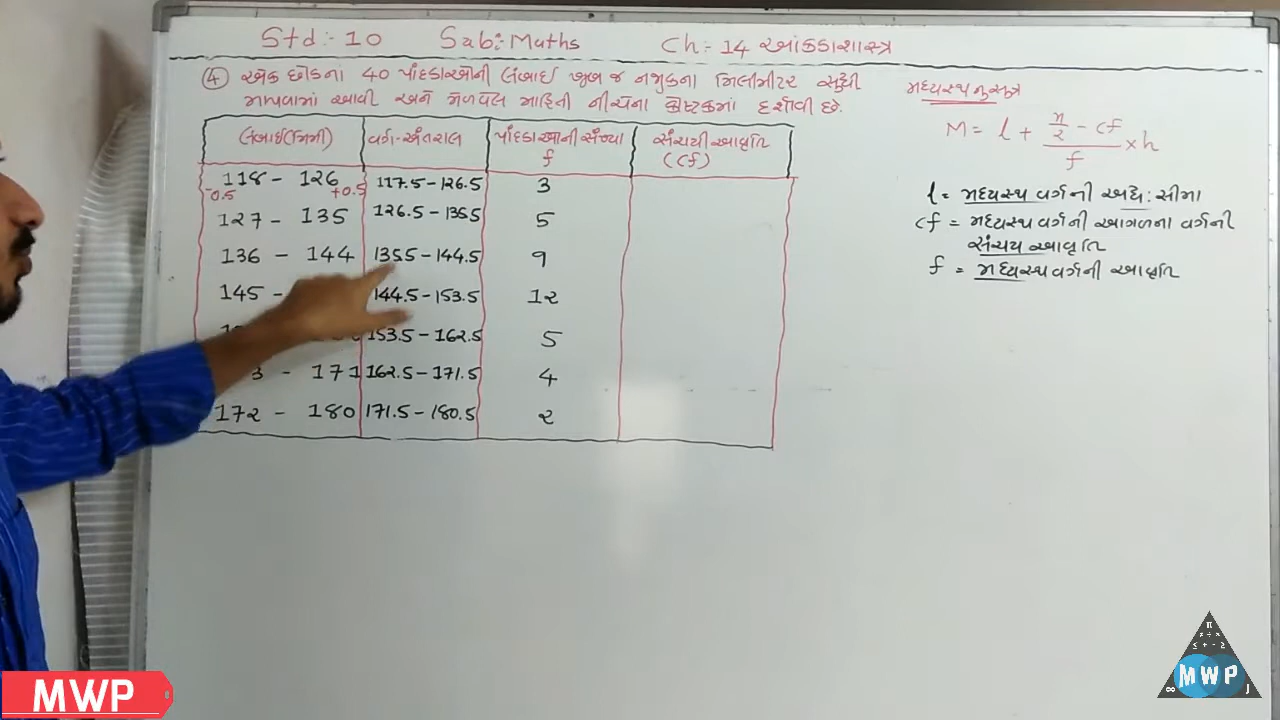 Std:- 10 Sub:- Maths Ch:- 14 આંકડાશાસ્ત્ર
④ એક છોડના 40 પાંદડાઓની લંબાઈ ખૂબ જ નજીકના મિલીમીટર સુધી
માપવામાં આવી અને મળેલ માહિતી નીચેના કોષ્ટકમાં દર્શાવી છે.
લંબાઈ(મિમી) વર્ગ-અંતરાલ પાંદડાઓની સંખ્યા f સંચયી આવૃત્તિ (cf)
118 - 126 117.5 - 126.5 3
-0.5 +0.5
127 - 135 126.5 - 135.5 5
136 - 144 135.5 - 144.5 9
145 - 144.5 - 153.5 12
153.5 - 162.5 5
3 - 171 162.5 - 171.5 4
172 - 180 171.5 - 180.5 2
મધ્યસ્થનું સૂત્ર
M = l + (n/2 - cf)/f × h
l = મધ્યસ્થ વર્ગની અધ: સીમા
cf = મધ્યસ્થ વર્ગની આગળના વર્ગની
સંચય આવૃત્તિ
f = મધ્યસ્થ વર્ગની આવૃત્તિ
MWP
MWP